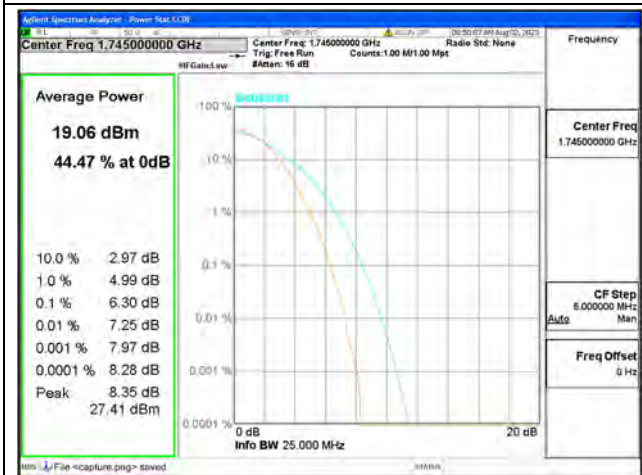 Agilent Spectrum Analyzer - Power Stat CCDF
Center Freq 1.745000000 GHz
Center Freq: 1.745000000 GHz
Trig: Free Run
Counts:1.00 M/1.00 Mpt
#IFGain:Low
#Atten: 16 dB
Radio Std: None
Frequency
Average Power
19.06 dBm
44.47 % at 0dB
10.0 % 2.97 dB
1.0 % 4.99 dB
0.1 % 6.30 dB
0.01 % 7.25 dB
0.001 % 7.97 dB
0.0001 % 8.28 dB
Peak 8.35 dB
27.41 dBm
Gaussian
100 %
10 %
1 %
0.1 %
0.01 %
0.001 %
0.0001 %
0 dB
20 dB
Info BW 25.000 MHz
Center Freq
1.745000000 GHz
CF Step
5.000000 MHz
Auto Man
Freq Offset
0 Hz
MSG File <capture.png> saved
STATUS